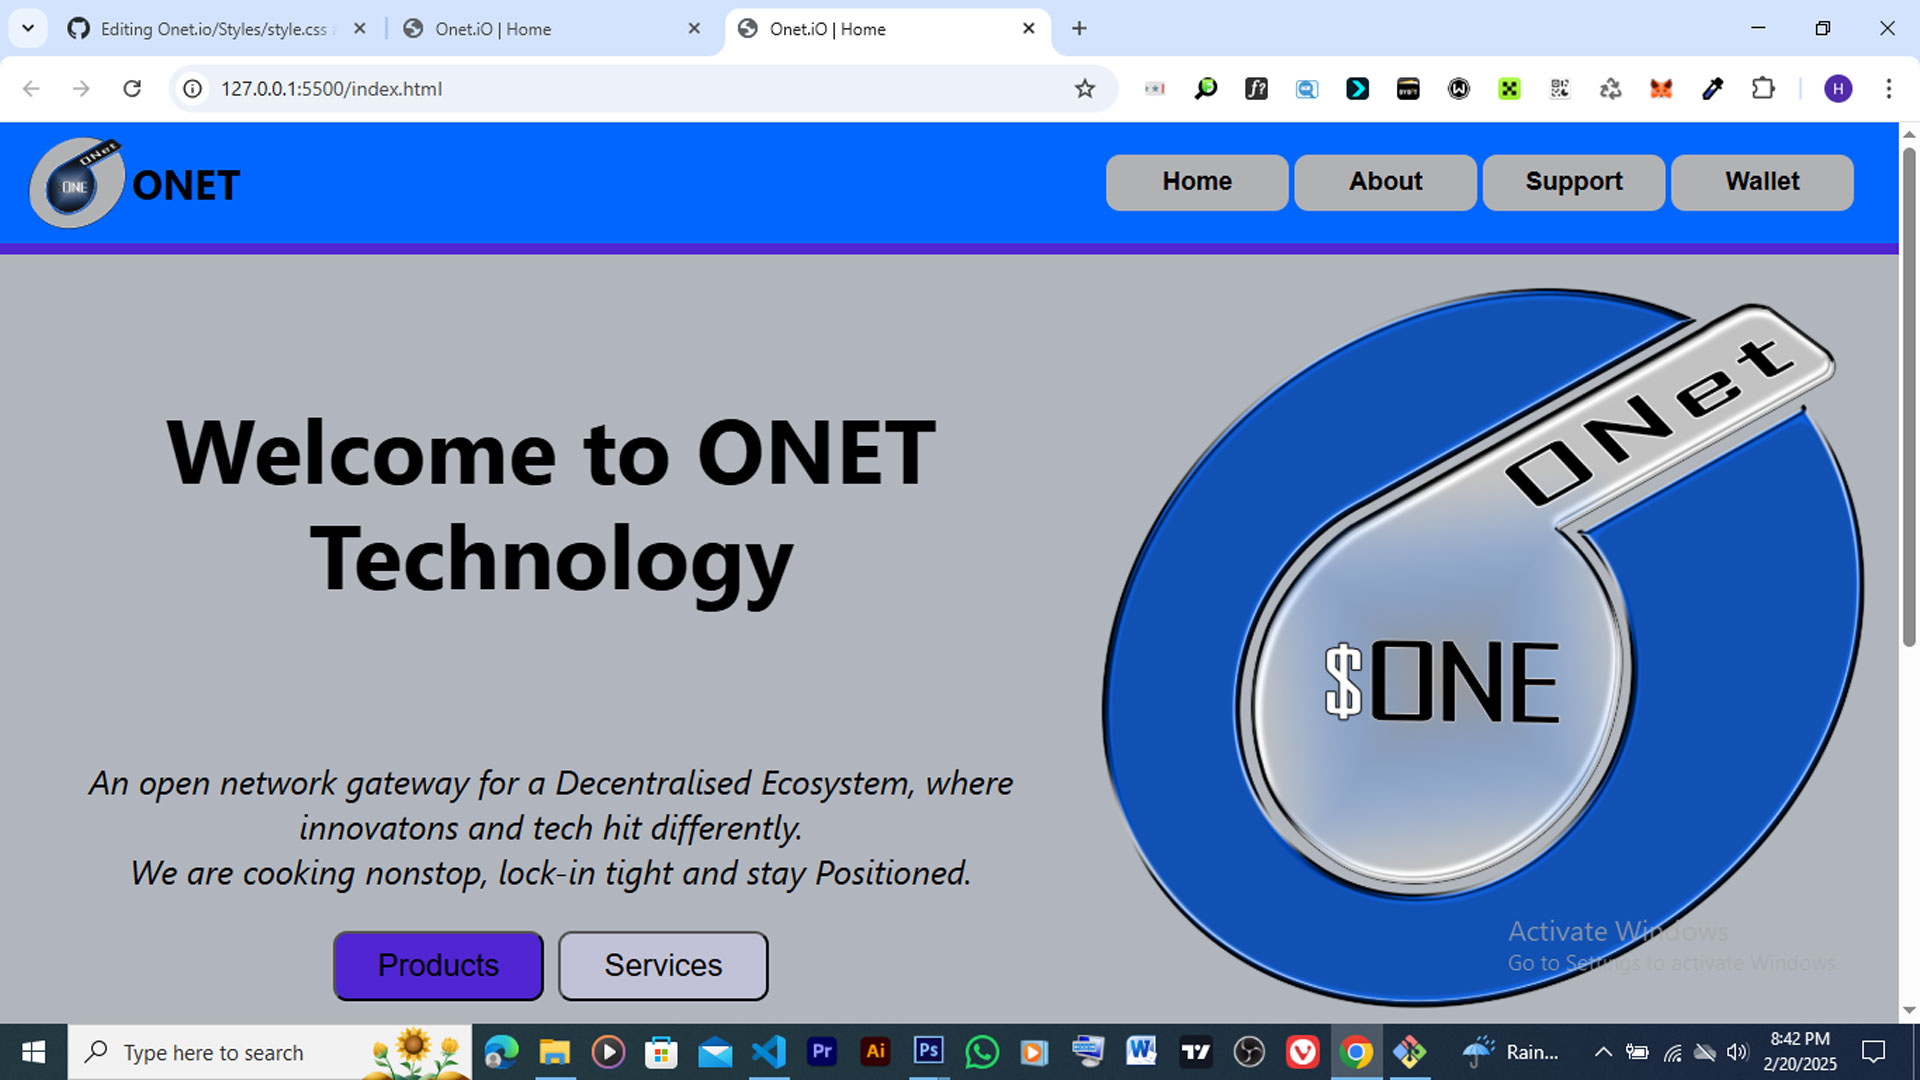 Editing Onet.io/Styles/style.css
Onet.iO | Home
Onet.iO | Home
127.0.0.1:5500/index.html
H
ONet
ONE
ONET
Home
About
Support
Wallet
Welcome to ONET
Technology
ONet
$ONE
An open network gateway for a Decentralised Ecosystem, where
innovatons and tech hit differently.
We are cooking nonstop, lock-in tight and stay Positioned.
Products
Services
Activate Windows
Go to Settings to activate Windows.
Type here to search
Pr
Ai
Ps
Rain...
8:42 PM
2/20/2025